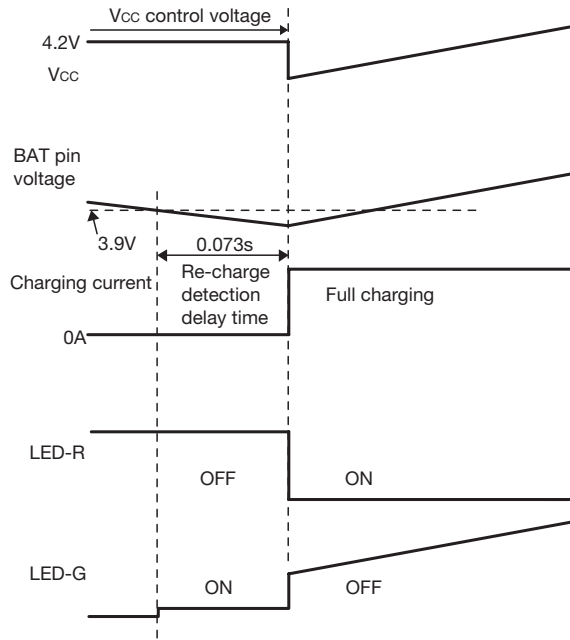 Vcc control voltage
4.2V
Vcc
BAT pin
voltage
3.9V
0.073s
Charging current
Re-charge
detection
delay time
Full charging
0A
LED-R
OFF
ON
LED-G
ON
OFF